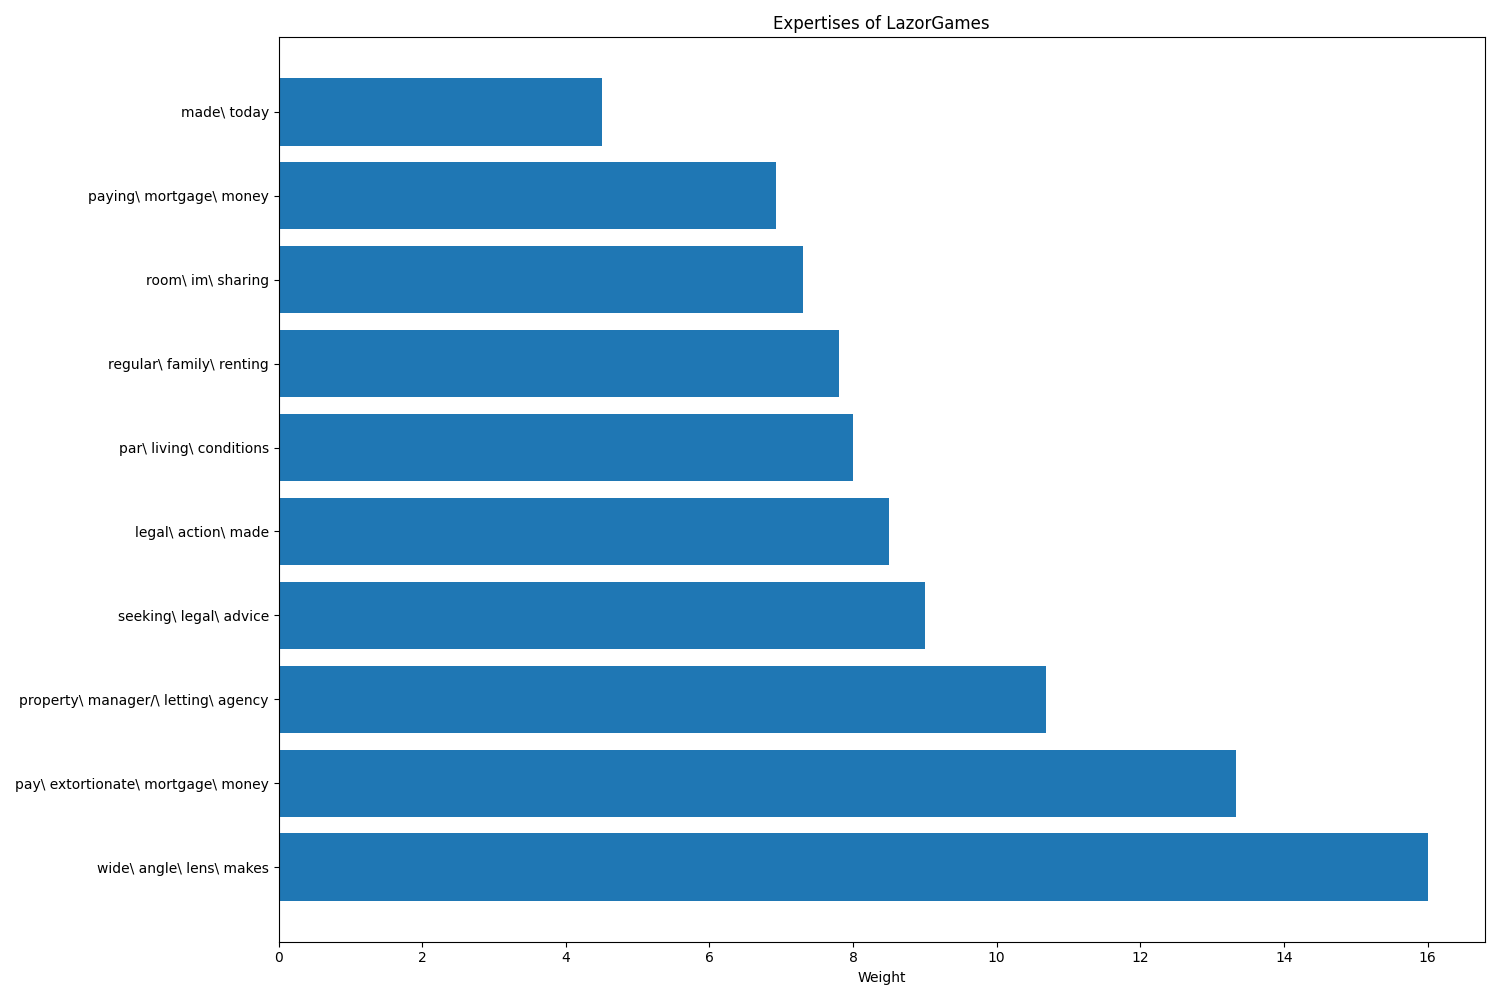 Expertises of LazorGames
made\ today
paying\ mortgage\ money
room\ im\ sharing
regular\ family\ renting
par\ living\ conditions
legal\ action\ made
seeking\ legal\ advice
property\ manager/\ letting\ agency
pay\ extortionate\ mortgage\ money
wide\ angle\ lens\ makes
0 2 4 6 8 10 12 14 16
Weight